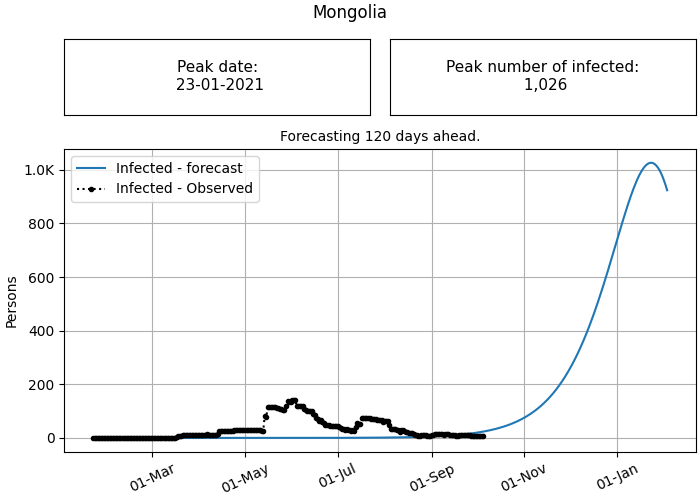 Mongolia
Peak date:
23-01-2021
Peak number of infected:
1,026
Forecasting 120 days ahead.
Infected - forecast
Infected - Observed
1.0K
800
600
400
200
0
Persons
01-Mar
01-May
01-Jul
01-Sep
01-Nov
01-Jan